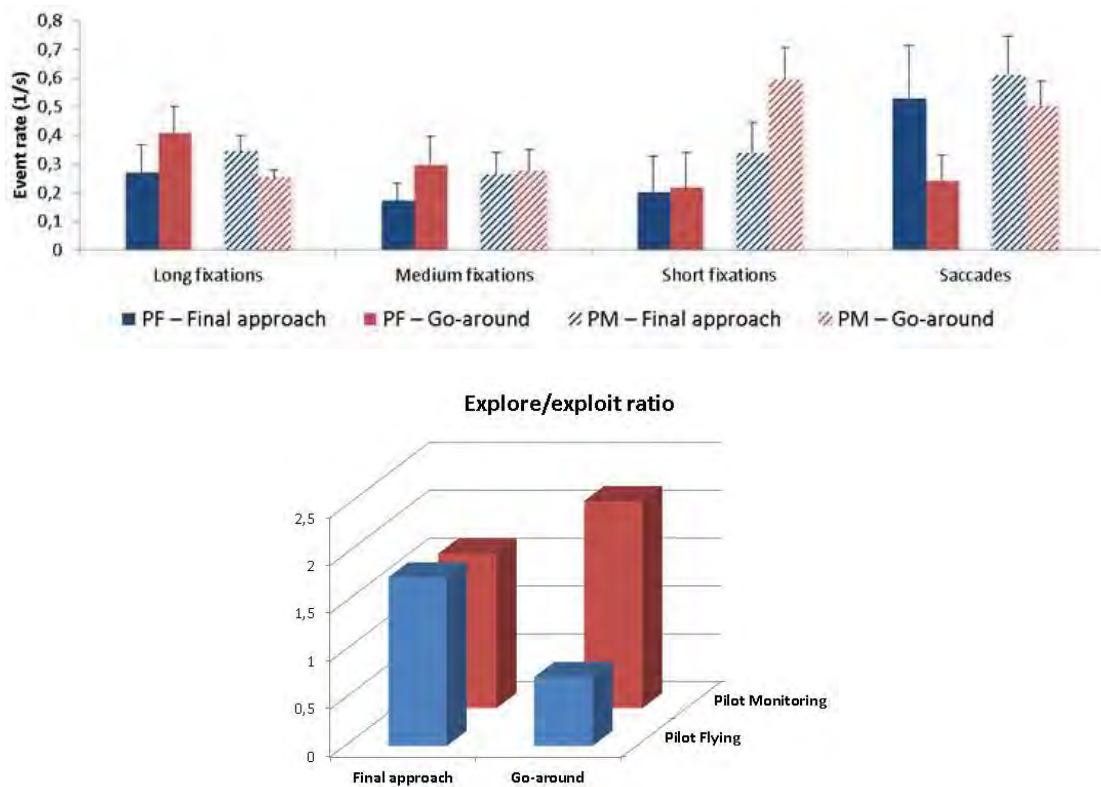 0,8
0,7
0,6
0,5
0,4
0,3
0,2
0,1
0
Event rate (1/s)
Long fixations Medium fixations Short fixations Saccades
PF – Final approach PF – Go-around PM – Final approach PM – Go-around
Explore/exploit ratio
2,5
2
1,5
1
0,5
0
Pilot Monitoring
Pilot Flying
Final approach Go-around